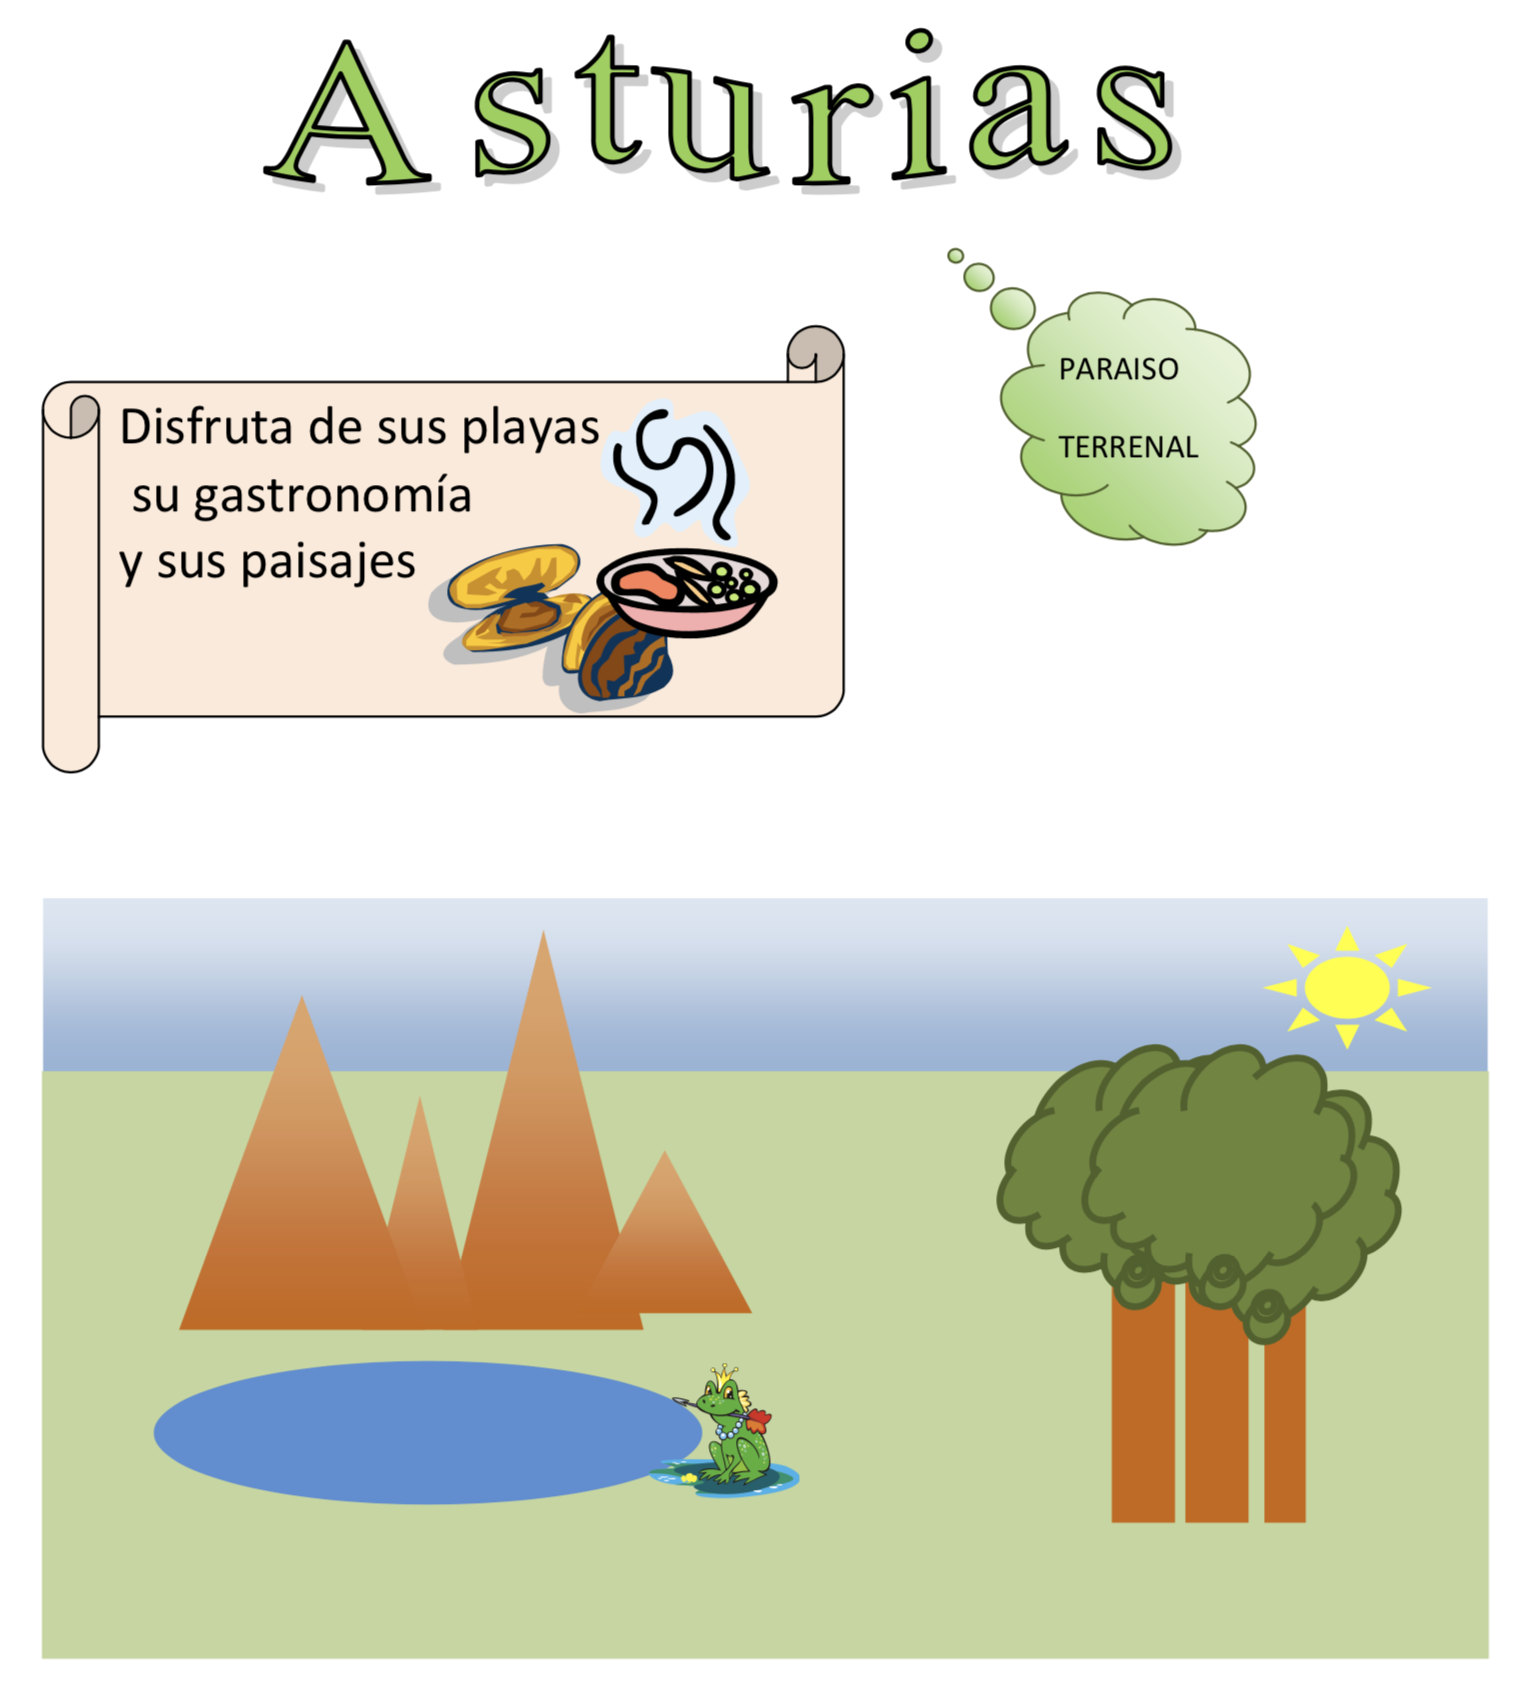 Asturias
PARAISO
TERRENAL
Disfruta de sus playas
su gastronomía
y sus paisajes